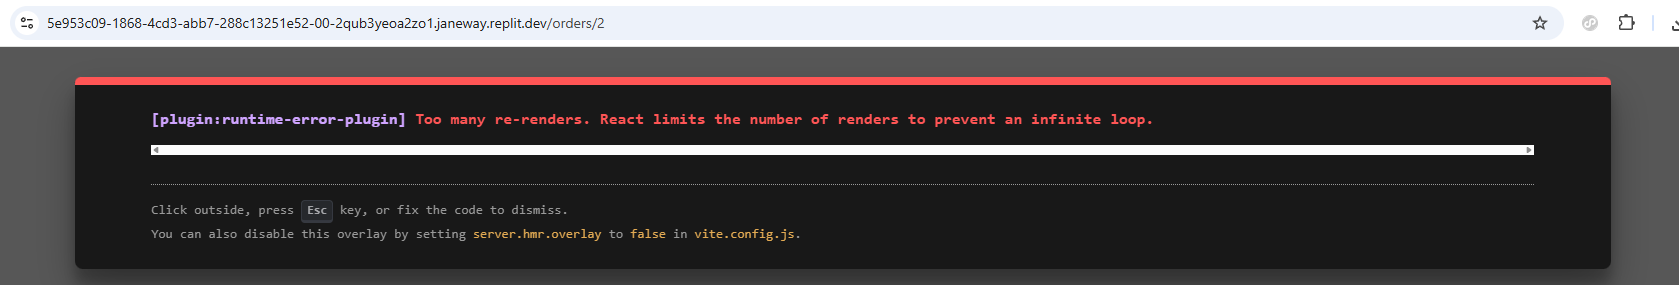 5e953c09-1868-4cd3-abb7-288c13251e52-00-2qub3yeoa2zo1.janeway.replit.dev/orders/2
[plugin:runtime-error-plugin] Too many re-renders. React limits the number of renders to prevent an infinite loop.
Click outside, press Esc key, or fix the code to dismiss.
You can also disable this overlay by setting server.hmr.overlay to false in vite.config.js.